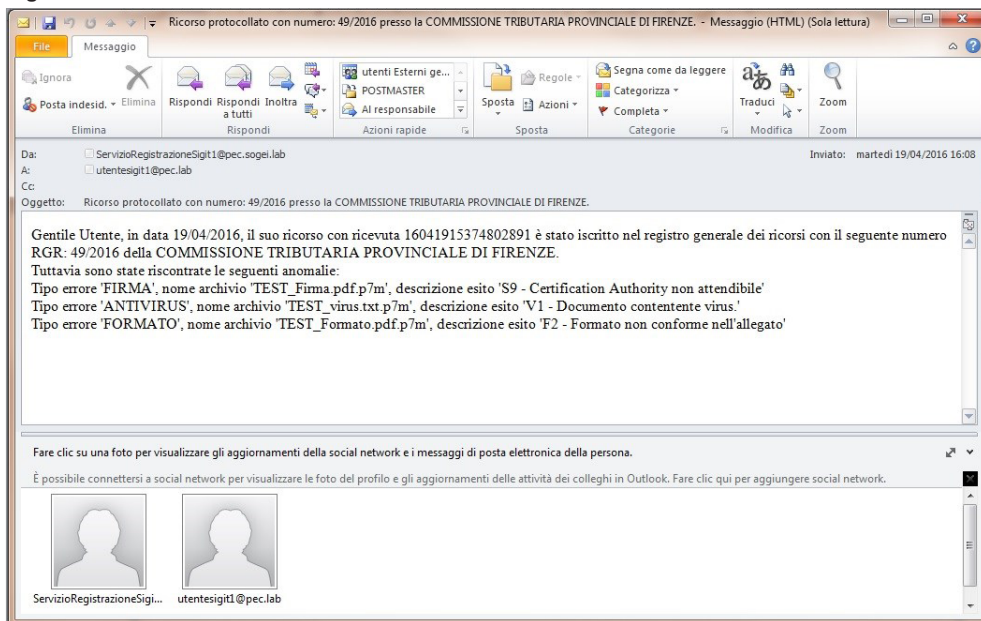 Ricorso protocollato con numero: 49/2016 presso la COMMISSIONE TRIBUTARIA PROVINCIALE DI FIRENZE. - Messaggio (HTML) (Sola lettura)
File Messaggio
Ignora
Posta indesid.
Elimina
Rispondi
Rispondi a tutti
Inoltra
utenti Esterni ge...
POSTMASTER
Al responsabile
Sposta
Regole
Azioni
Segna come da leggere
Categorizza
Completa
Traduci
Zoom
Elimina Rispondi Azioni rapide Sposta Categorie Modifica Zoom
Da: ServizioRegistrazioneSigit1@pec.sogei.lab Inviato: martedì 19/04/2016 16:08
A: utentesigit1@pec.lab
Cc:
Oggetto: Ricorso protocollato con numero: 49/2016 presso la COMMISSIONE TRIBUTARIA PROVINCIALE DI FIRENZE.
Gentile Utente, in data 19/04/2016, il suo ricorso con ricevuta 16041915374802891 è stato iscritto nel registro generale dei ricorsi con il seguente numero
RGR: 49/2016 della COMMISSIONE TRIBUTARIA PROVINCIALE DI FIRENZE.
Tuttavia sono state riscontrate le seguenti anomalie:
Tipo errore 'FIRMA', nome archivio 'TEST_Firma.pdf.p7m', descrizione esito 'S9 - Certification Authority non attendibile'
Tipo errore 'ANTIVIRUS', nome archivio 'TEST_virus.txt.p7m', descrizione esito 'V1 - Documento contentente virus.'
Tipo errore 'FORMATO', nome archivio 'TEST_Formato.pdf.p7m', descrizione esito 'F2 - Formato non conforme nell'allegato'
Fare clic su una foto per visualizzare gli aggiornamenti della social network e i messaggi di posta elettronica della persona.
È possibile connettersi a social network per visualizzare le foto del profilo e gli aggiornamenti delle attività dei colleghi in Outlook. Fare clic qui per aggiungere social network.
ServizioRegistrazioneSigi... utentesigit1@pec.lab